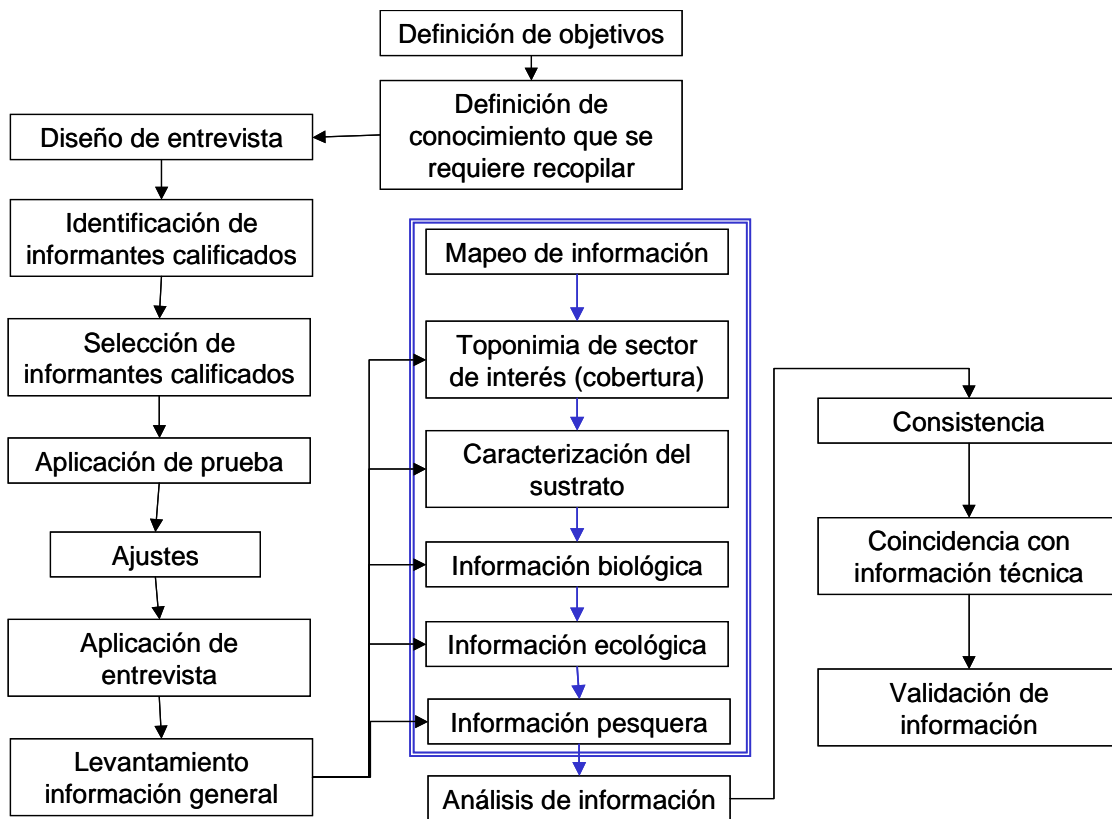 Definición de objetivos
Definición de
conocimiento que se
requiere recopilar
Diseño de entrevista
Identificación de
informantes calificados
Selección de
informantes calificados
Aplicación de prueba
Ajustes
Aplicación de
entrevista
Levantamiento
información general
Mapeo de información
Toponimia de sector
de interés (cobertura)
Caracterización del
sustrato
Información biológica
Información ecológica
Información pesquera
Análisis de información
Consistencia
Coincidencia con
información técnica
Validación de
información